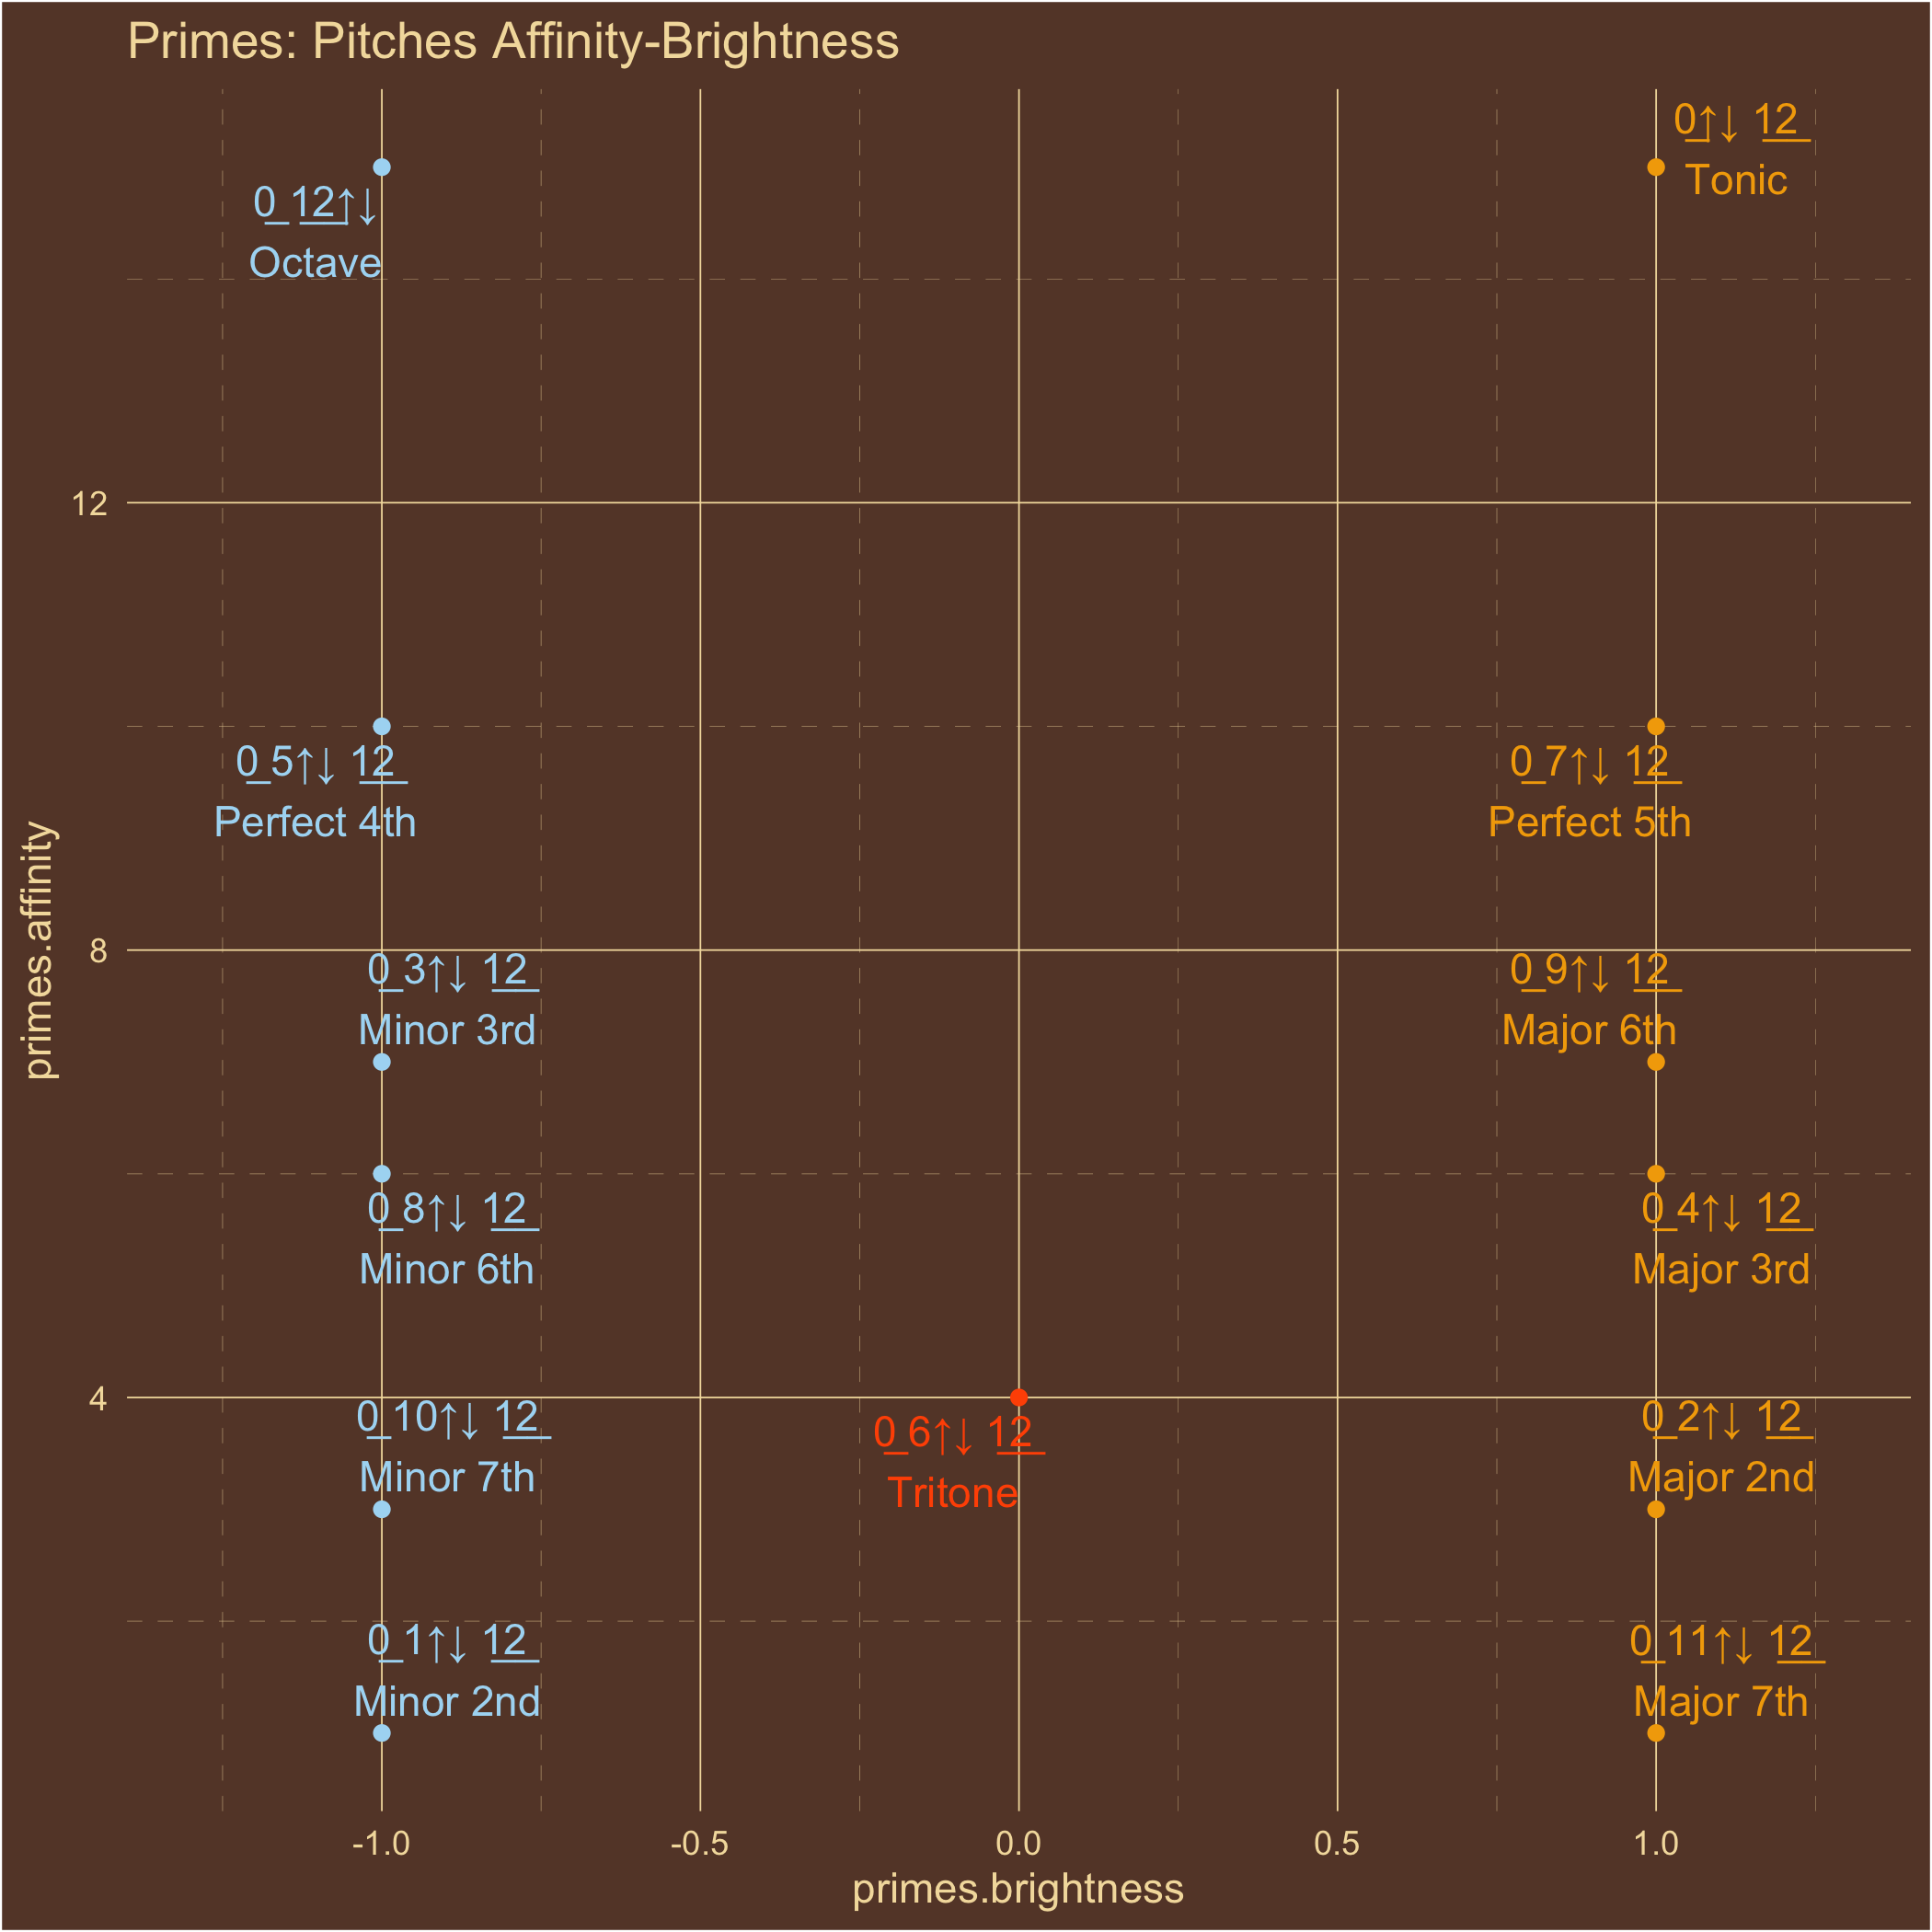 Primes: Pitches Affinity-Brightness
0↑↓ 12
Tonic
0 12↑↓
Octave
12
0 5↑↓ 12
Perfect 4th
0 7↑↓ 12
Perfect 5th
primes.affinity
8
0 3↑↓ 12
Minor 3rd
0 9↑↓ 12
Major 6th
0 8↑↓ 12
Minor 6th
0 4↑↓ 12
Major 3rd
4
0 10↑↓ 12
Minor 7th
0 6↑↓ 12
Tritone
0 2↑↓ 12
Major 2nd
0 1↑↓ 12
Minor 2nd
0 11↑↓ 12
Major 7th
-1.0 -0.5 0.0 0.5 1.0
primes.brightness